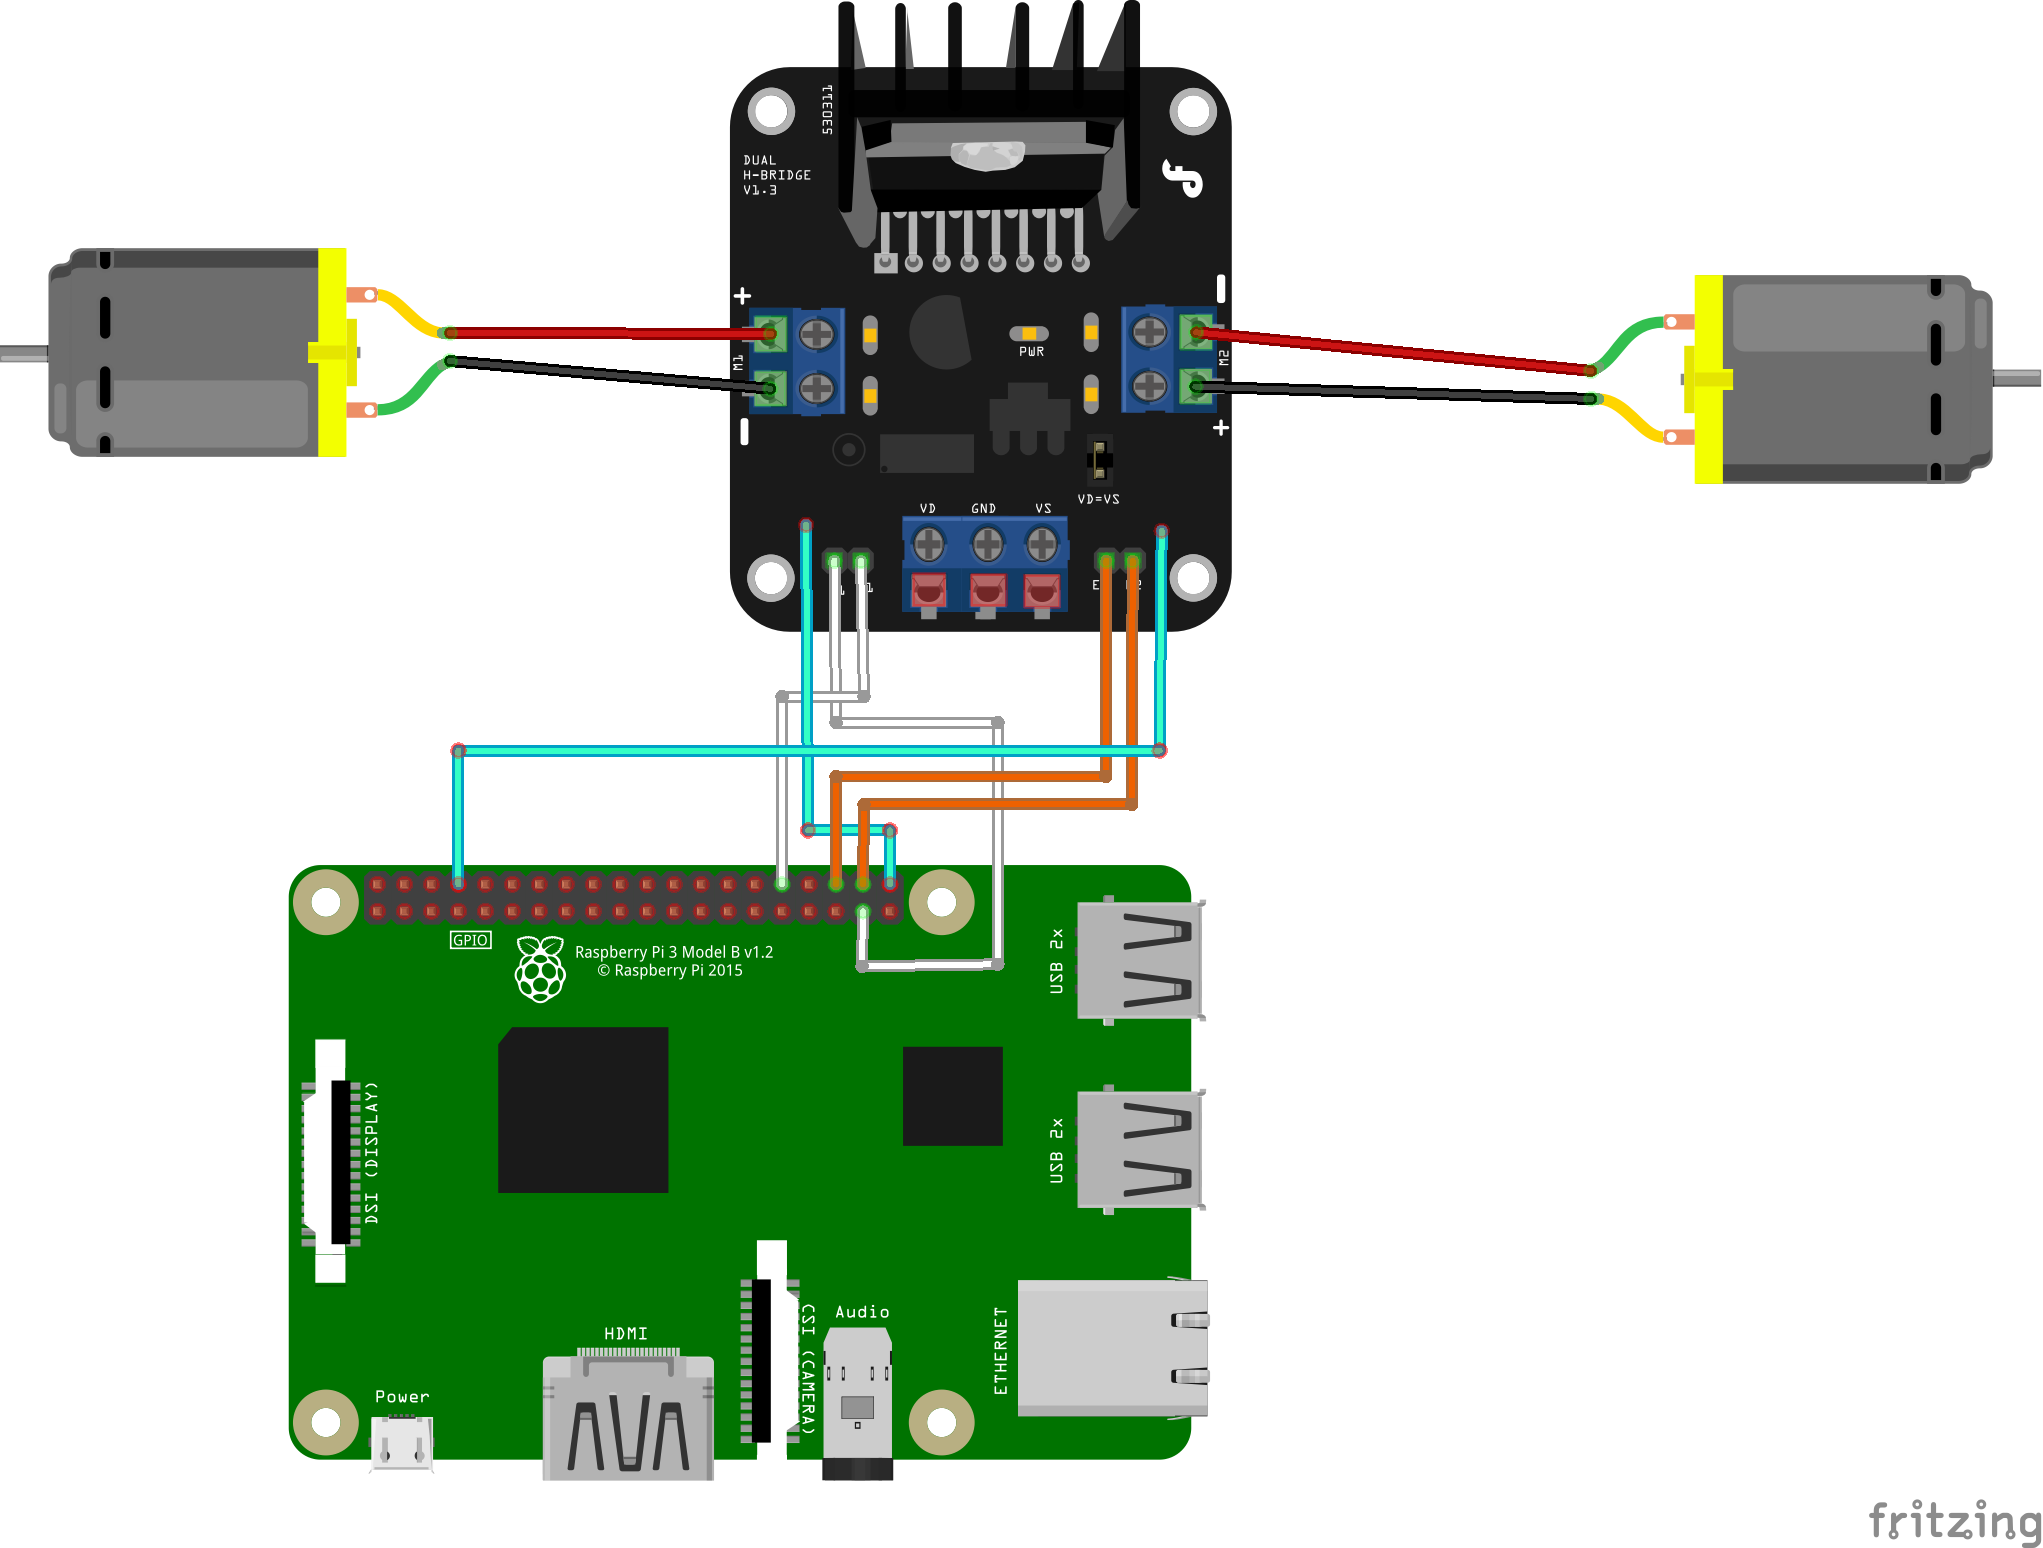 530311
DUAL
H-BRIDGE
V1.3
+
M1
PWR
M2
+
VD=VS
VD GND VS
GPIO
Raspberry Pi 3 Model B v1.2
© Raspberry Pi 2015
USB 2x
DSI (DISPLAY)
USB 2x
CSI (CAMERA)
Audio
ETHERNET
HDMI
Power
fritzing